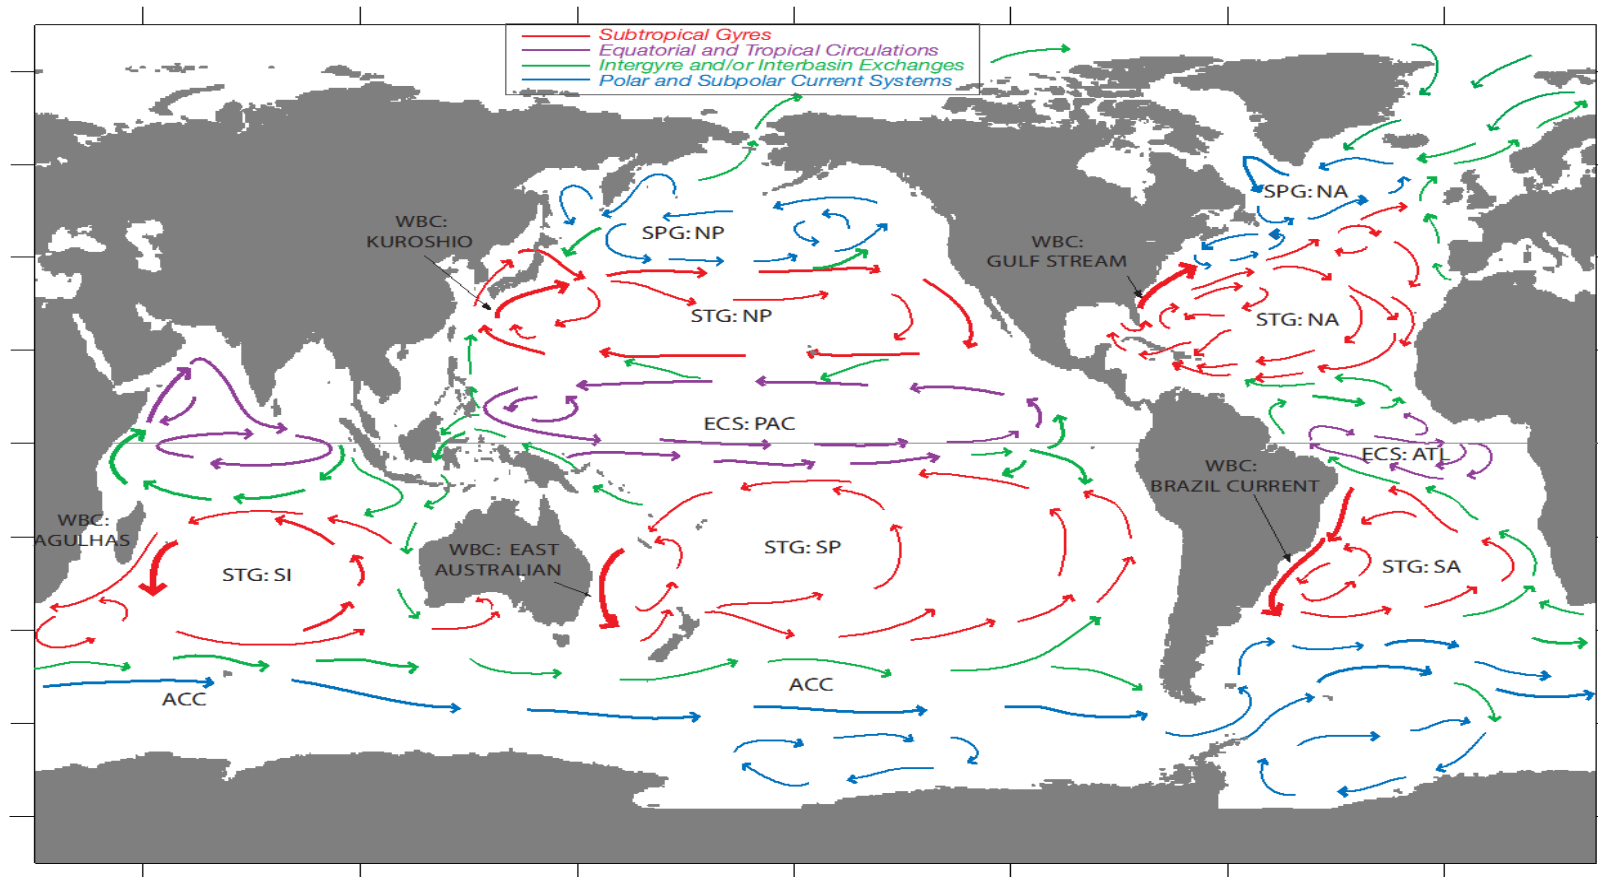 Subtropical Gyres
Equatorial and Tropical Circulations
Intergyre and/or Interbasin Exchanges
Polar and Subpolar Current Systems
SPG: NA
WBC:
KUROSHIO
SPG: NP
WBC:
GULF STREAM
STG: NP
STG: NA
ECS: PAC
ECS: ATL
WBC:
BRAZIL CURRENT
WBC:
AGULHAS
WBC: EAST
AUSTRALIAN
STG: SP
STG: SI
STG: SA
ACC
ACC